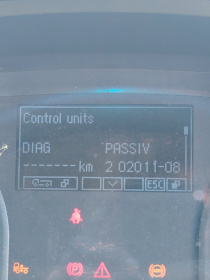 Control units
DIAG PASSIV
-------km 2 02011-08
ESC